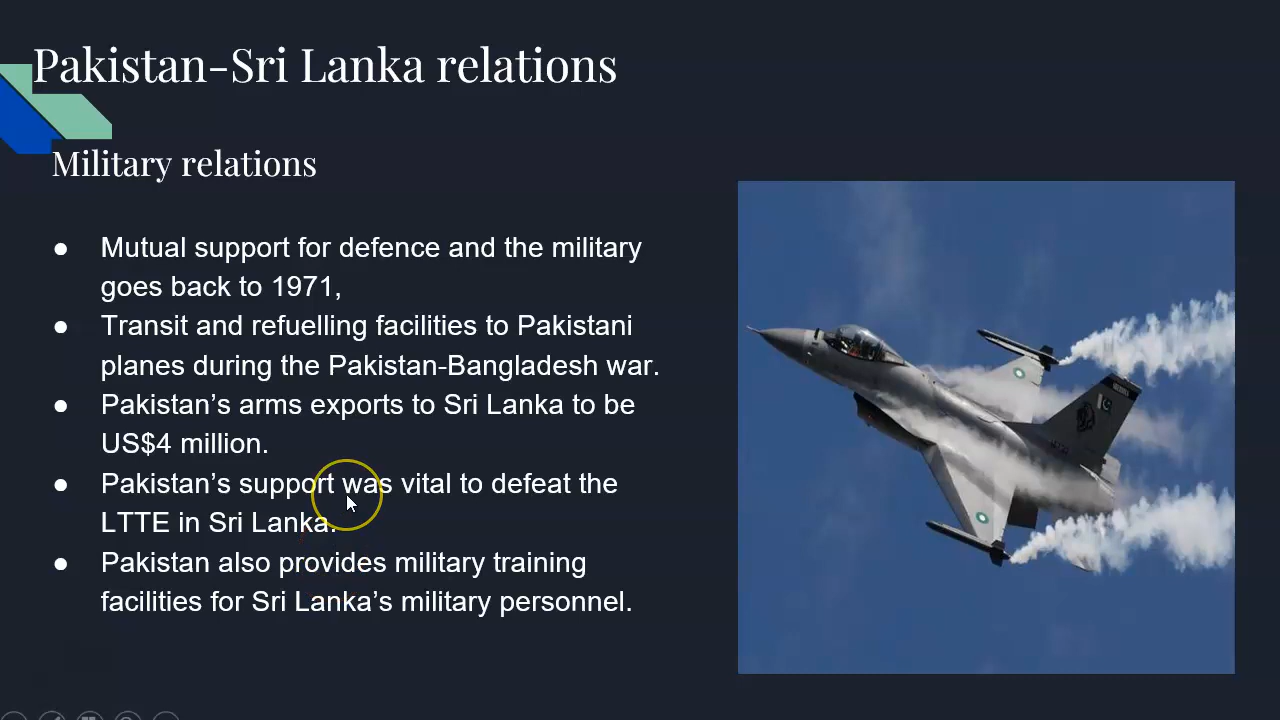 Pakistan-Sri Lanka relations
Military relations
● Mutual support for defence and the military
goes back to 1971,
● Transit and refuelling facilities to Pakistani
planes during the Pakistan-Bangladesh war.
● Pakistan’s arms exports to Sri Lanka to be
US$4 million.
● Pakistan’s support was vital to defeat the
LTTE in Sri Lanka.
● Pakistan also provides military training
facilities for Sri Lanka’s military personnel.